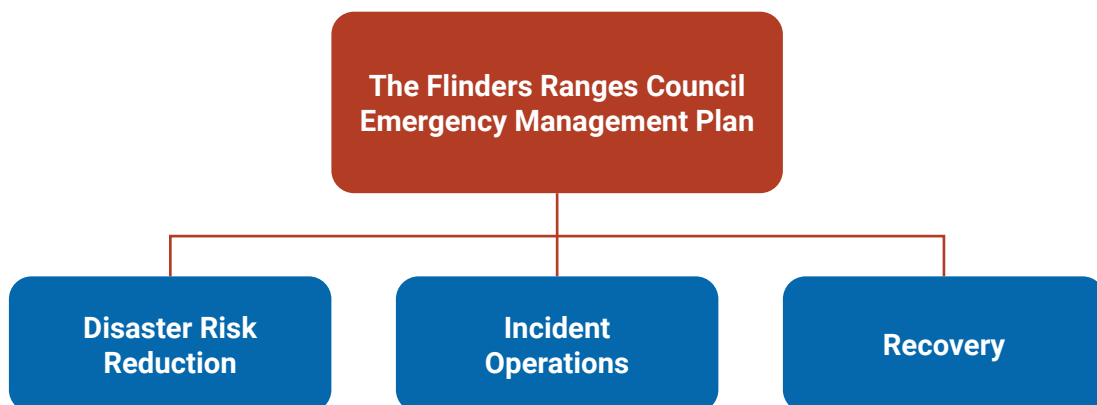 The Flinders Ranges Council
Emergency Management Plan
Disaster Risk
Reduction
Incident
Operations
Recovery